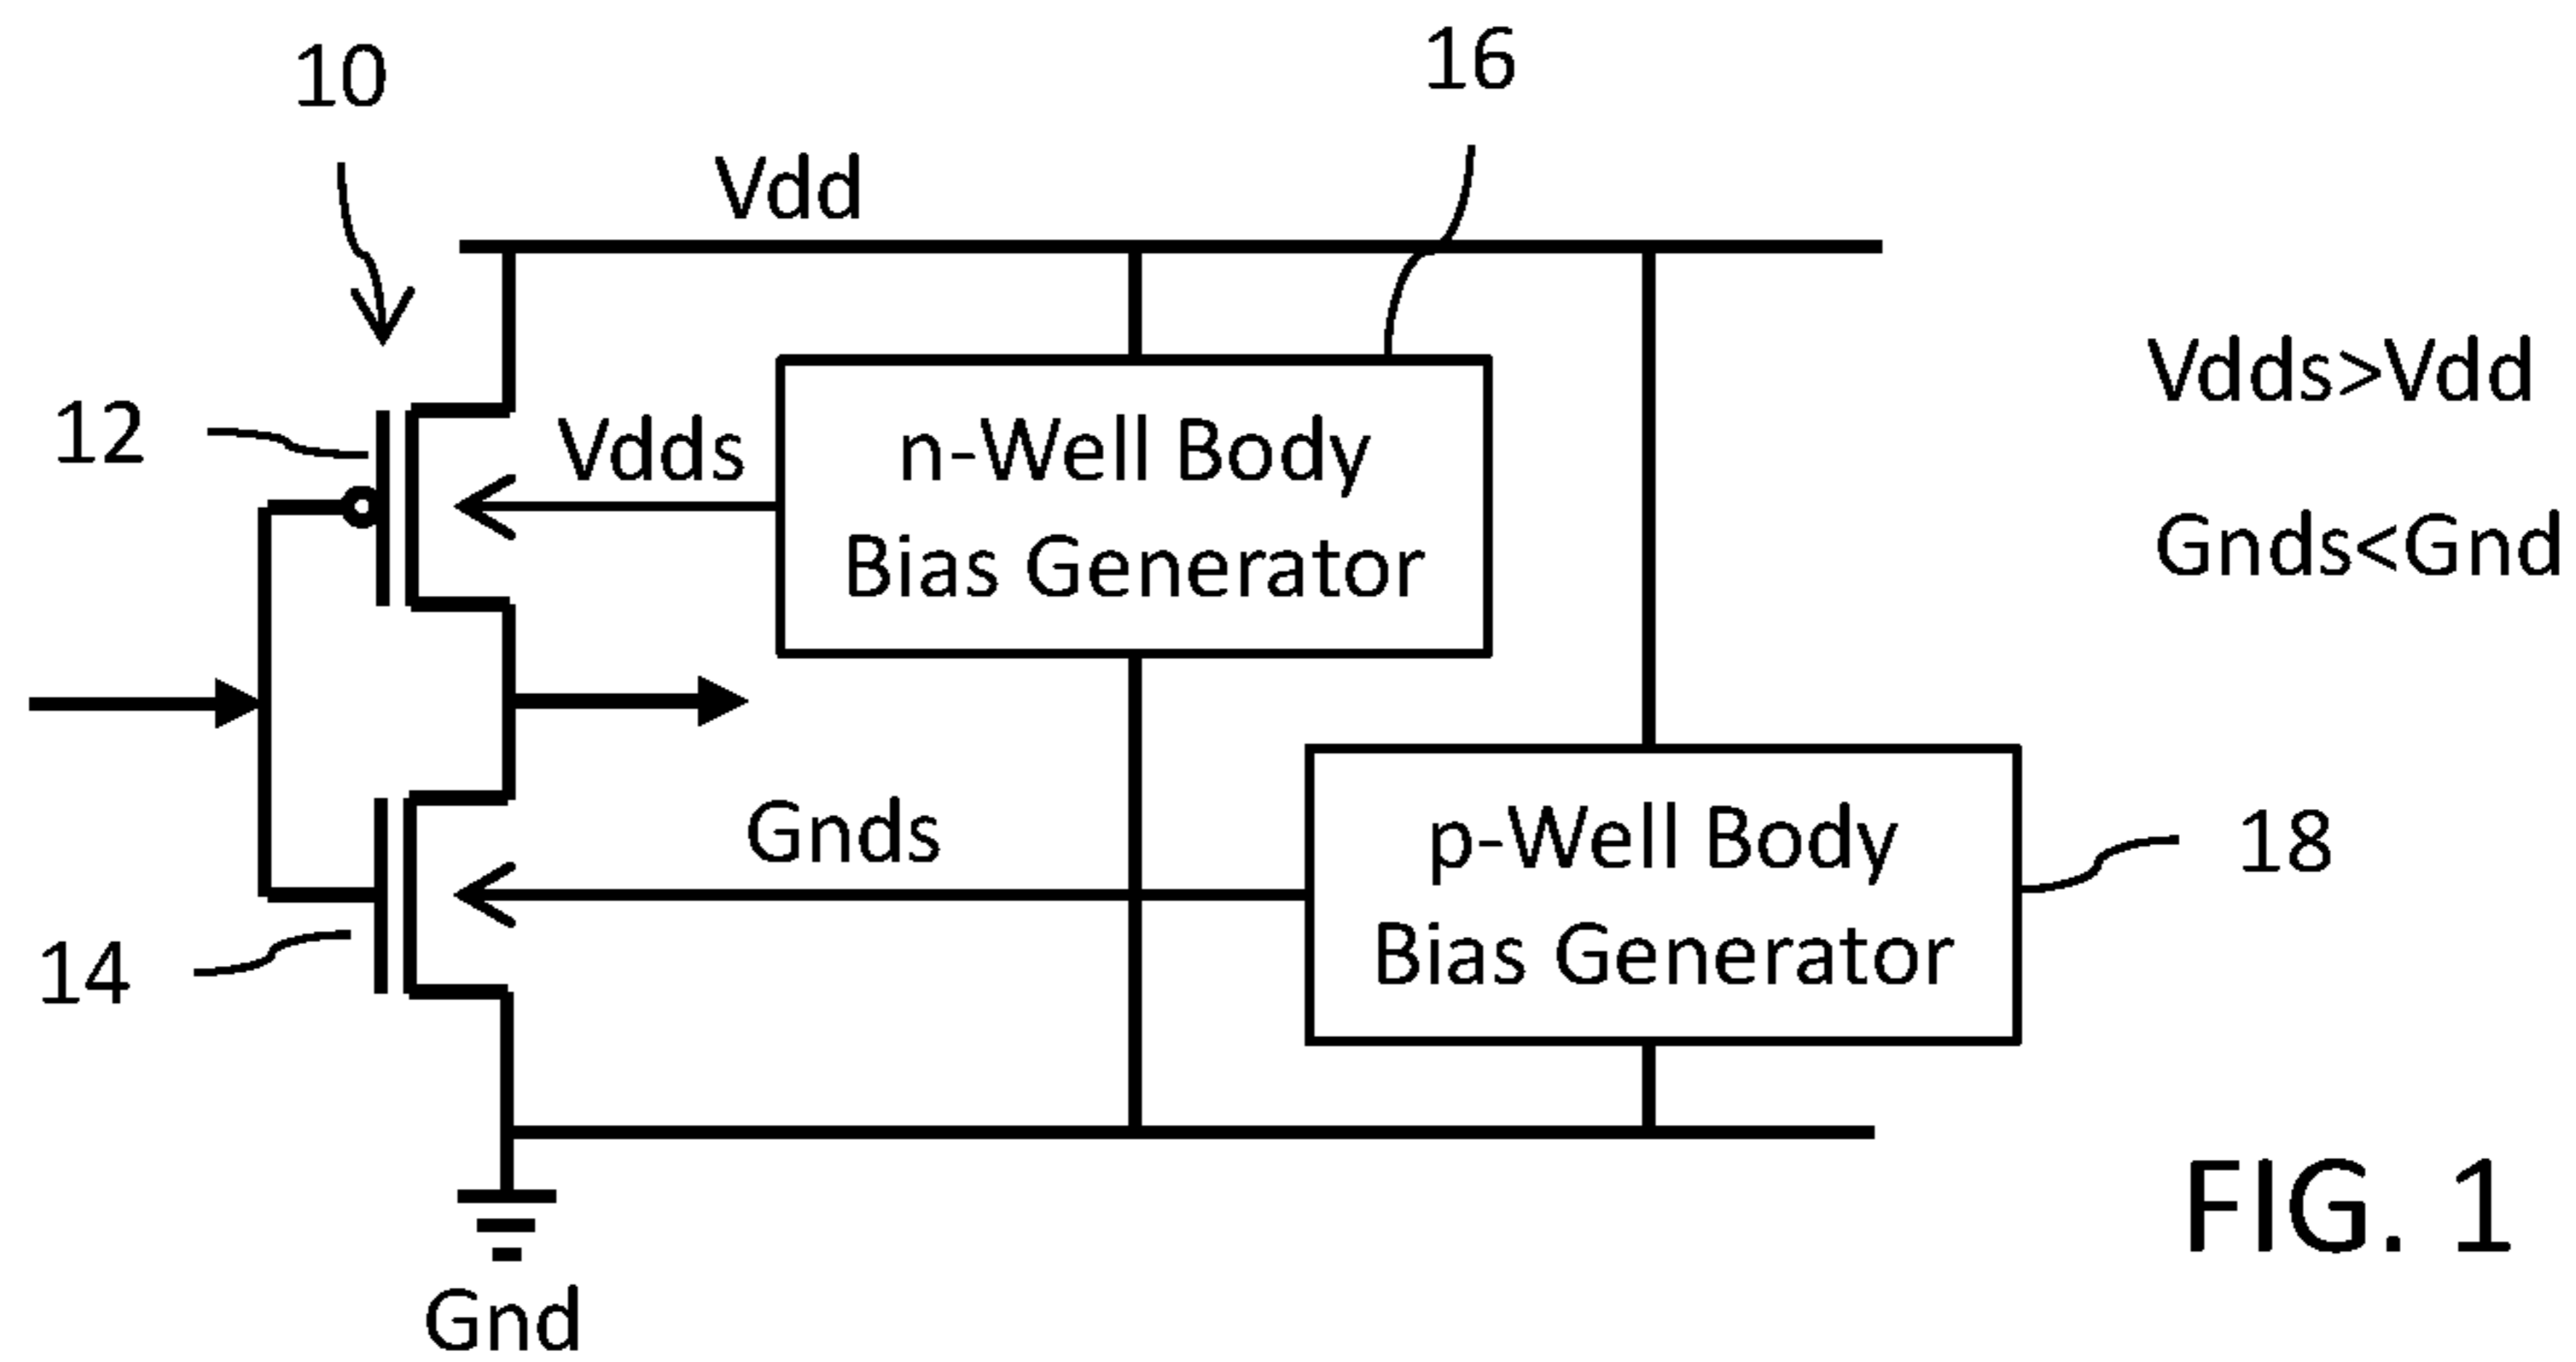 10
16
Vdd
12
Vdds
n-Well Body
Bias Generator
Vdds>Vdd
Gnds<Gnd
Gnds
p-Well Body
Bias Generator
18
14
Gnd
FIG. 1